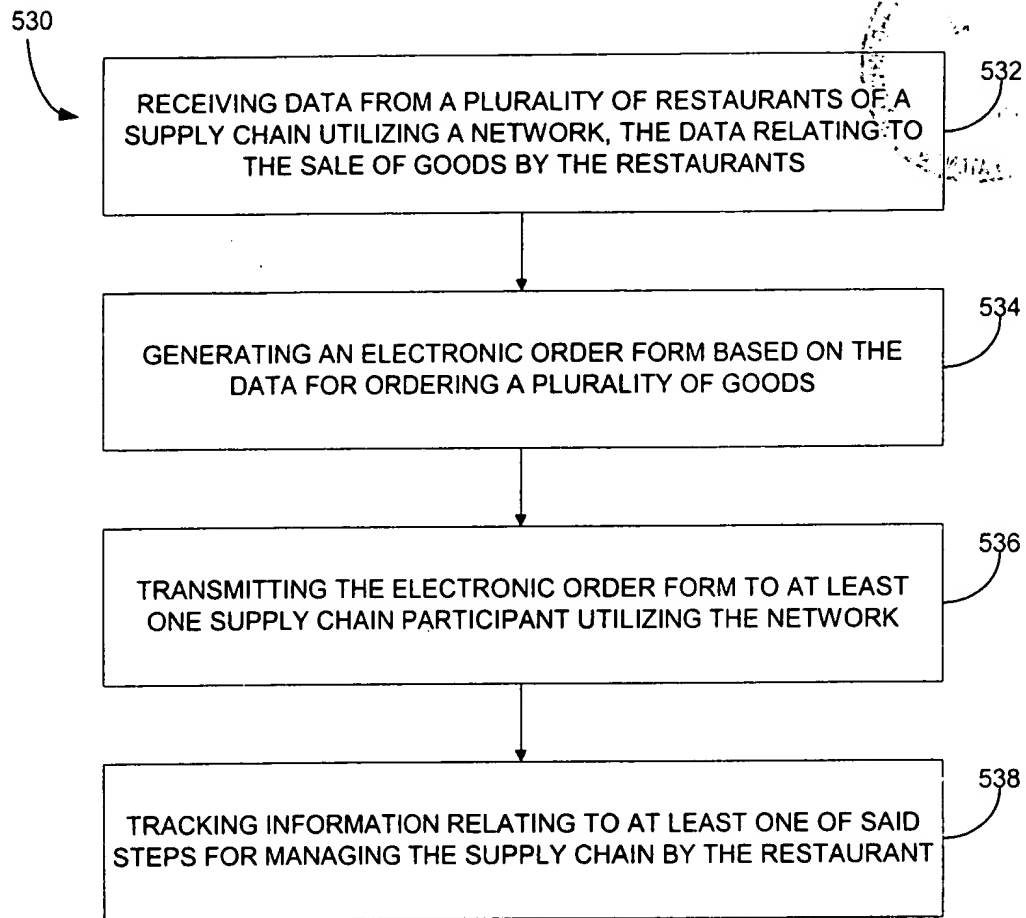 530
532
RECEIVING DATA FROM A PLURALITY OF RESTAURANTS OF A
SUPPLY CHAIN UTILIZING A NETWORK, THE DATA RELATING TO
THE SALE OF GOODS BY THE RESTAURANTS
534
GENERATING AN ELECTRONIC ORDER FORM BASED ON THE
DATA FOR ORDERING A PLURALITY OF GOODS
536
TRANSMITTING THE ELECTRONIC ORDER FORM TO AT LEAST
ONE SUPPLY CHAIN PARTICIPANT UTILIZING THE NETWORK
538
TRACKING INFORMATION RELATING TO AT LEAST ONE OF SAID
STEPS FOR MANAGING THE SUPPLY CHAIN BY THE RESTAURANT